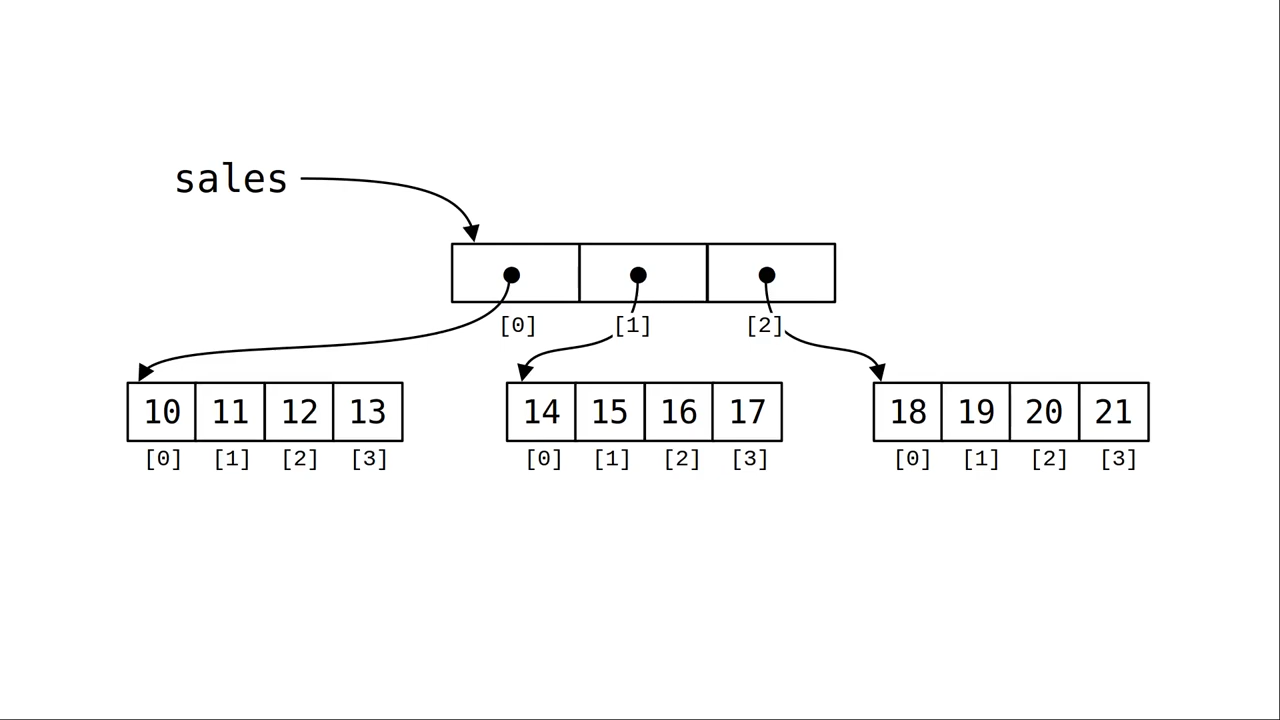 sales
[0] [1] [2]
10 11 12 13 14 15 16 17 18 19 20 21
[0] [1] [2] [3] [0] [1] [2] [3] [0] [1] [2] [3]